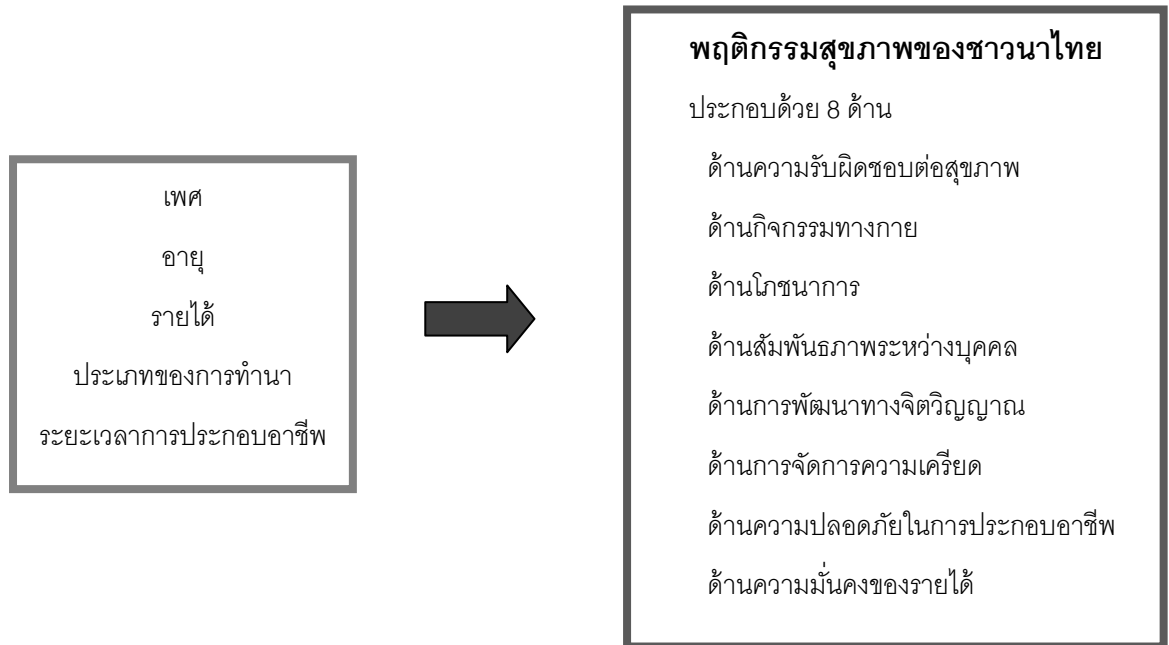 เพศ
อายุ
รายได้
ประเภทของการทำนา
ระยะเวลาการประกอบอาชีพ
พฤติกรรมสุขภาพของชาวนาไทย
ประกอบด้วย 8 ด้าน
ด้านความรับผิดชอบต่อสุขภาพ
ด้านกิจกรรมทางกาย
ด้านโภชนาการ
ด้านสัมพันธภาพระหว่างบุคคล
ด้านการพัฒนาทางจิตวิญญาณ
ด้านการจัดการความเครียด
ด้านความปลอดภัยในการประกอบอาชีพ
ด้านความมั่นคงของรายได้